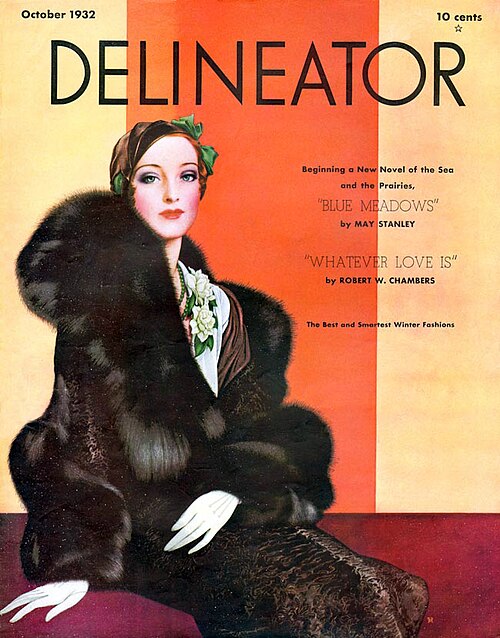 October 1932
10 cents
DELINEATOR
Beginning a New Novel of the Sea
and the Prairies,
"BLUE MEADOWS"
by MAY STANLEY
"WHATEVER LOVE IS"
by ROBERT W. CHAMBERS
The Best and Smartest Winter Fashions